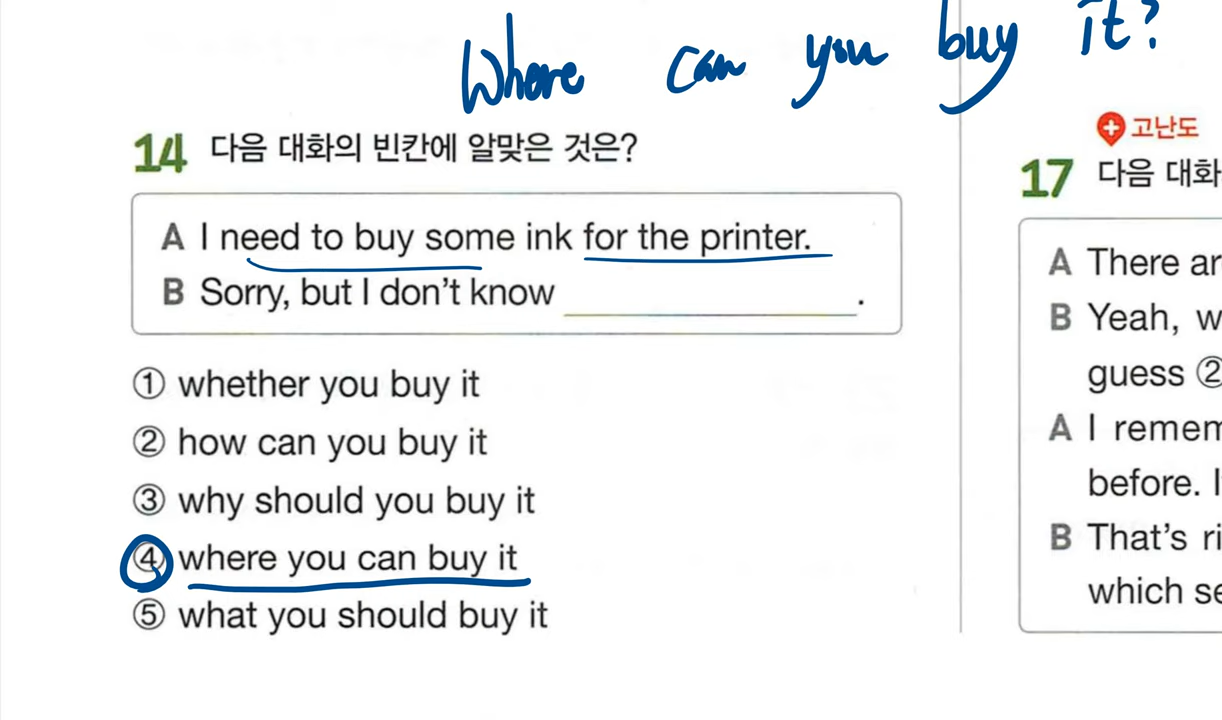 Where can you buy it?
14 다음 대화의 빈칸에 알맞은 것은?
A I need to buy some ink for the printer.
B Sorry, but I don't know ____________.
① whether you buy it
② how can you buy it
③ why should you buy it
④ where you can buy it
⑤ what you should buy it
고난도
17 다음 대화
A There ar
B Yeah, w
guess ②
A I remem
before. I
B That's ri
which se